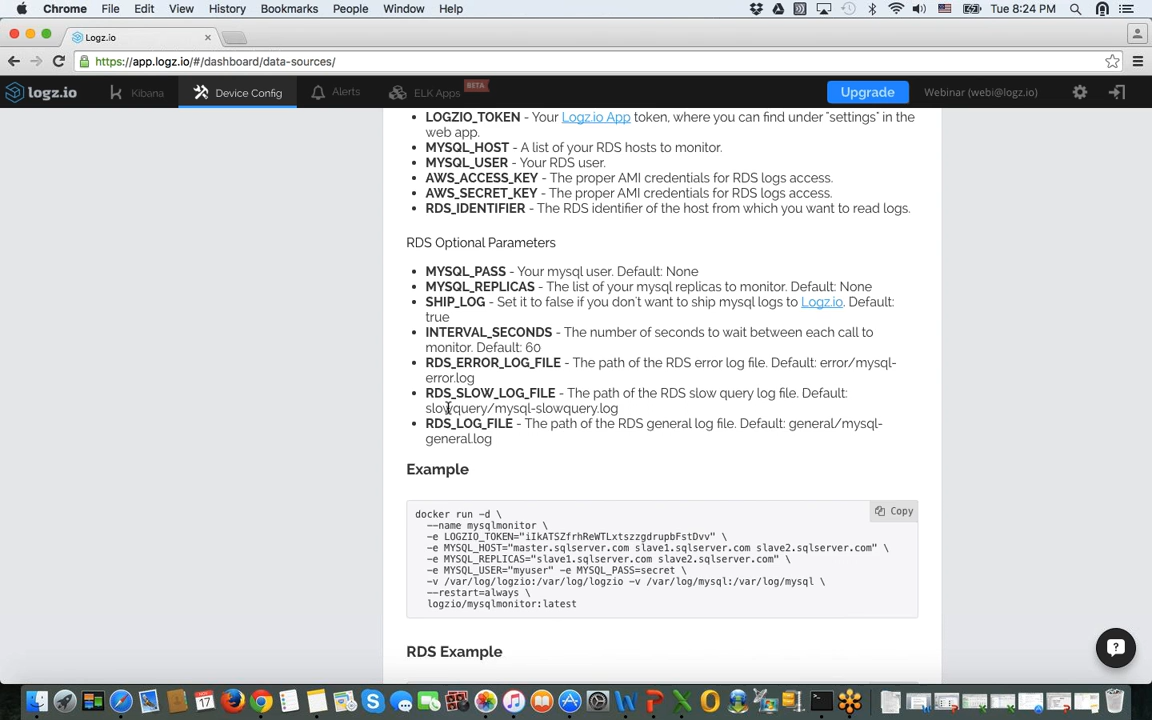 Chrome File Edit View History Bookmarks People Window Help Tue 8:24 PM
Logz.io
https://app.logz.io/#/dashboard/data-sources/
logz.io Kibana Device Config Alerts ELK Apps BETA Upgrade Webinar (webi@logz.io)
LOGZIO_TOKEN - Your Logz.io App token, where you can find under "settings" in the
web app.
MYSQL_HOST - A list of your RDS hosts to monitor.
MYSQL_USER - Your RDS user.
AWS_ACCESS_KEY - The proper AMI credentials for RDS logs access.
AWS_SECRET_KEY - The proper AMI credentials for RDS logs access.
RDS_IDENTIFIER - The RDS identifier of the host from which you want to read logs.
RDS Optional Parameters
MYSQL_PASS - Your mysql user. Default: None
MYSQL_REPLICAS - The list of your mysql replicas to monitor. Default: None
SHIP_LOG - Set it to false if you don't want to ship mysql logs to Logz.io. Default:
true
INTERVAL_SECONDS - The number of seconds to wait between each call to
monitor. Default: 60
RDS_ERROR_LOG_FILE - The path of the RDS error log file. Default: error/mysql-
error.log
RDS_SLOW_LOG_FILE - The path of the RDS slow query log file. Default:
slowquery/mysql-slowquery.log
RDS_LOG_FILE - The path of the RDS general log file. Default: general/mysql-
general.log
Example
Copy
docker run -d \
--name mysqlmonitor \
-e LOGZIO_TOKEN="iIkATSZfrhReWTLxtszzgdrupbFstDvv" \
-e MYSQL_HOST="master.sqlserver.com slave1.sqlserver.com slave2.sqlserver.com" \
-e MYSQL_REPLICAS="slave1.sqlserver.com slave2.sqlserver.com" \
-e MYSQL_USER="myuser" -e MYSQL_PASS=secret \
-v /var/log/logzio:/var/log/logzio -v /var/log/mysql:/var/log/mysql \
--restart=always \
logzio/mysqlmonitor:latest
RDS Example